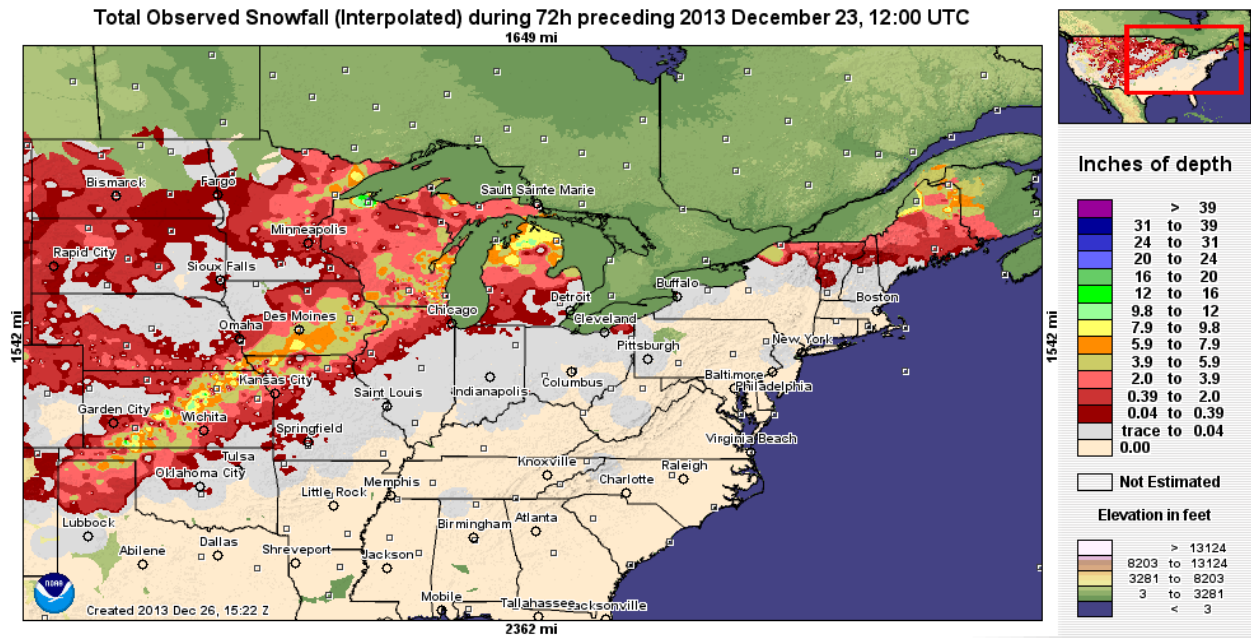 Total Observed Snowfall (Interpolated) during 72h preceding 2013 December 23, 12:00 UTC
1649 mi
1542 mi
Bismarck
Fargo
Sault Sainte Marie
Minneapolis
Rapid City
Sioux Falls
Buffalo
Detroit
Boston
Chicago
Cleveland
Omaha
Des Moines
Pittsburgh
New York
Kansas City
Columbus
Baltimore
Philadelphia
Saint Louis
Indianapolis
Garden City
Wichita
Springfield
Virginia Beach
Tulsa
Oklahoma City
Knoxville
Raleigh
Memphis
Charlotte
Little Rock
Lubbock
Birmingham
Atlanta
Abilene
Dallas
Shreveport
Jackson
NOAA
Created 2013 Dec 26, 15:22 Z
Mobile
Tallahassee
Jacksonville
2362 mi
1542 mi
Inches of depth
> 39
31 to 39
24 to 31
20 to 24
16 to 20
12 to 16
9.8 to 12
7.9 to 9.8
5.9 to 7.9
3.9 to 5.9
2.0 to 3.9
0.39 to 2.0
0.04 to 0.39
trace to 0.04
0.00
Not Estimated
Elevation in feet
> 13124
8203 to 13124
3281 to 8203
3 to 3281
< 3